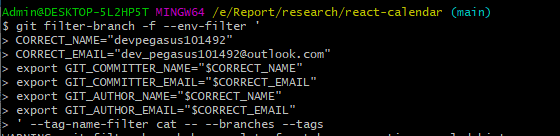 Admin@DESKTOP-5L2HP5T MINGW64 /e/Report/research/react-calendar (main)
$ git filter-branch -f --env-filter '
> CORRECT_NAME="devpegasus101492"
> CORRECT_EMAIL="dev_pegasus101492@outlook.com"
> export GIT_COMMITTER_NAME="$CORRECT_NAME"
> export GIT_COMMITTER_EMAIL="$CORRECT_EMAIL"
> export GIT_AUTHOR_NAME="$CORRECT_NAME"
> export GIT_AUTHOR_EMAIL="$CORRECT_EMAIL"
> ' --tag-name-filter cat -- --branches --tags